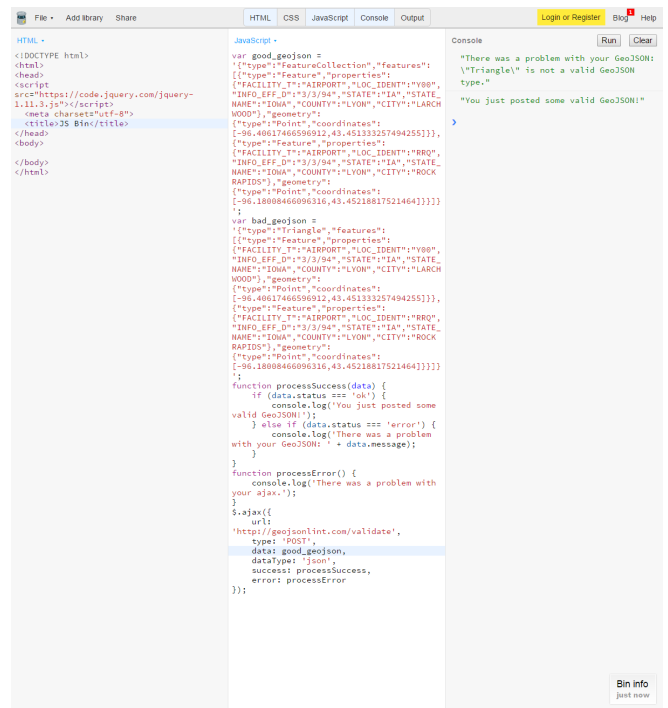 File Add library Share HTML CSS JavaScript Console Output Login or Register Blog 1 Help
HTML
<!DOCTYPE html>
<html>
<head>
<script
src="https://code.jquery.com/jquery-
1.11.3.js"></script>
<meta charset="utf-8">
<title>JS Bin</title>
</head>
<body>
</body>
</html>
JavaScript
var good_geojson =
'{"type":"FeatureCollection","features":
[{"type":"Feature","properties":
{"FACILITY_T":"AIRPORT","LOC_IDENT":"Y00",
"INFO_EFF_D":"3/3/94","STATE":"IA","STATE_
NAME":"IOWA","COUNTY":"LYON","CITY":"LARCH
WOOD"},"geometry":
{"type":"Point","coordinates":
[-96.40617466596912,43.451333257494255]}},
{"type":"Feature","properties":
{"FACILITY_T":"AIRPORT","LOC_IDENT":"RRQ",
"INFO_EFF_D":"3/3/94","STATE":"IA","STATE_
NAME":"IOWA","COUNTY":"LYON","CITY":"ROCK
RAPIDS"},"geometry":
{"type":"Point","coordinates":
[-96.18008466096316,43.45218817521464]}}]}
';
var bad_geojson =
'{"type":"Triangle","features":
[{"type":"Feature","properties":
{"FACILITY_T":"AIRPORT","LOC_IDENT":"Y00",
"INFO_EFF_D":"3/3/94","STATE":"IA","STATE_
NAME":"IOWA","COUNTY":"LYON","CITY":"LARCH
WOOD"},"geometry":
{"type":"Point","coordinates":
[-96.40617466596912,43.451333257494255]}},
{"type":"Feature","properties":
{"FACILITY_T":"AIRPORT","LOC_IDENT":"RRQ",
"INFO_EFF_D":"3/3/94","STATE":"IA","STATE_
NAME":"IOWA","COUNTY":"LYON","CITY":"ROCK
RAPIDS"},"geometry":
{"type":"Point","coordinates":
[-96.18008466096316,43.45218817521464]}}]}
';
function processSuccess(data) {
if (data.status === 'ok') {
console.log('You just posted some
valid GeoJSON!');
} else if (data.status === 'error') {
console.log('There was a problem
with your GeoJSON: ' + data.message);
}
}
function processError() {
console.log('There was a problem with
your ajax.');
}
$.ajax({
url:
'http://geojsonlint.com/validate',
type: 'POST',
data: good_geojson,
dataType: 'json',
success: processSuccess,
error: processError
});
Console Run Clear
"There was a problem with your GeoJSON:
\"Triangle\" is not a valid GeoJSON
type."
"You just posted some valid GeoJSON!"
Bin info
just now